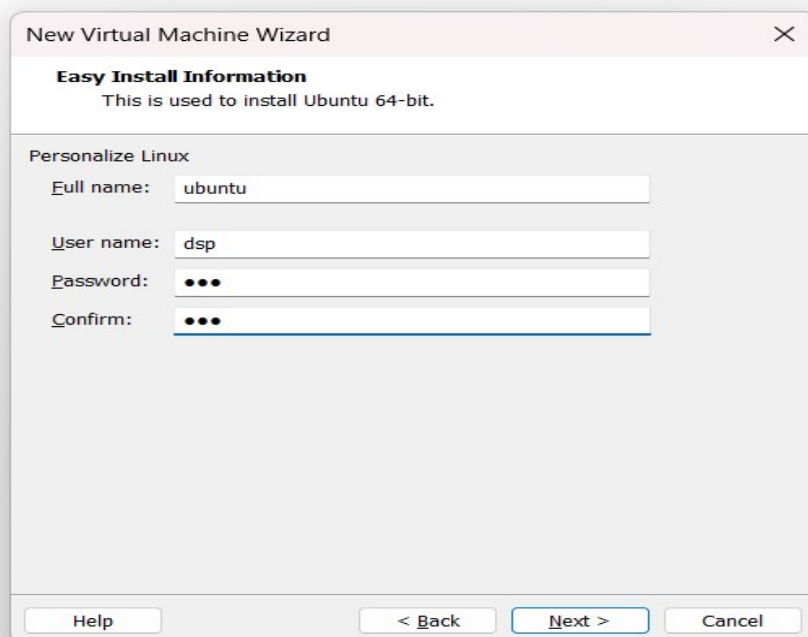 New Virtual Machine Wizard
Easy Install Information
This is used to install Ubuntu 64-bit.
Personalize Linux
Full name: ubuntu
User name: dsp
Password: ●●●
Confirm: ●●●
Help < Back Next > Cancel